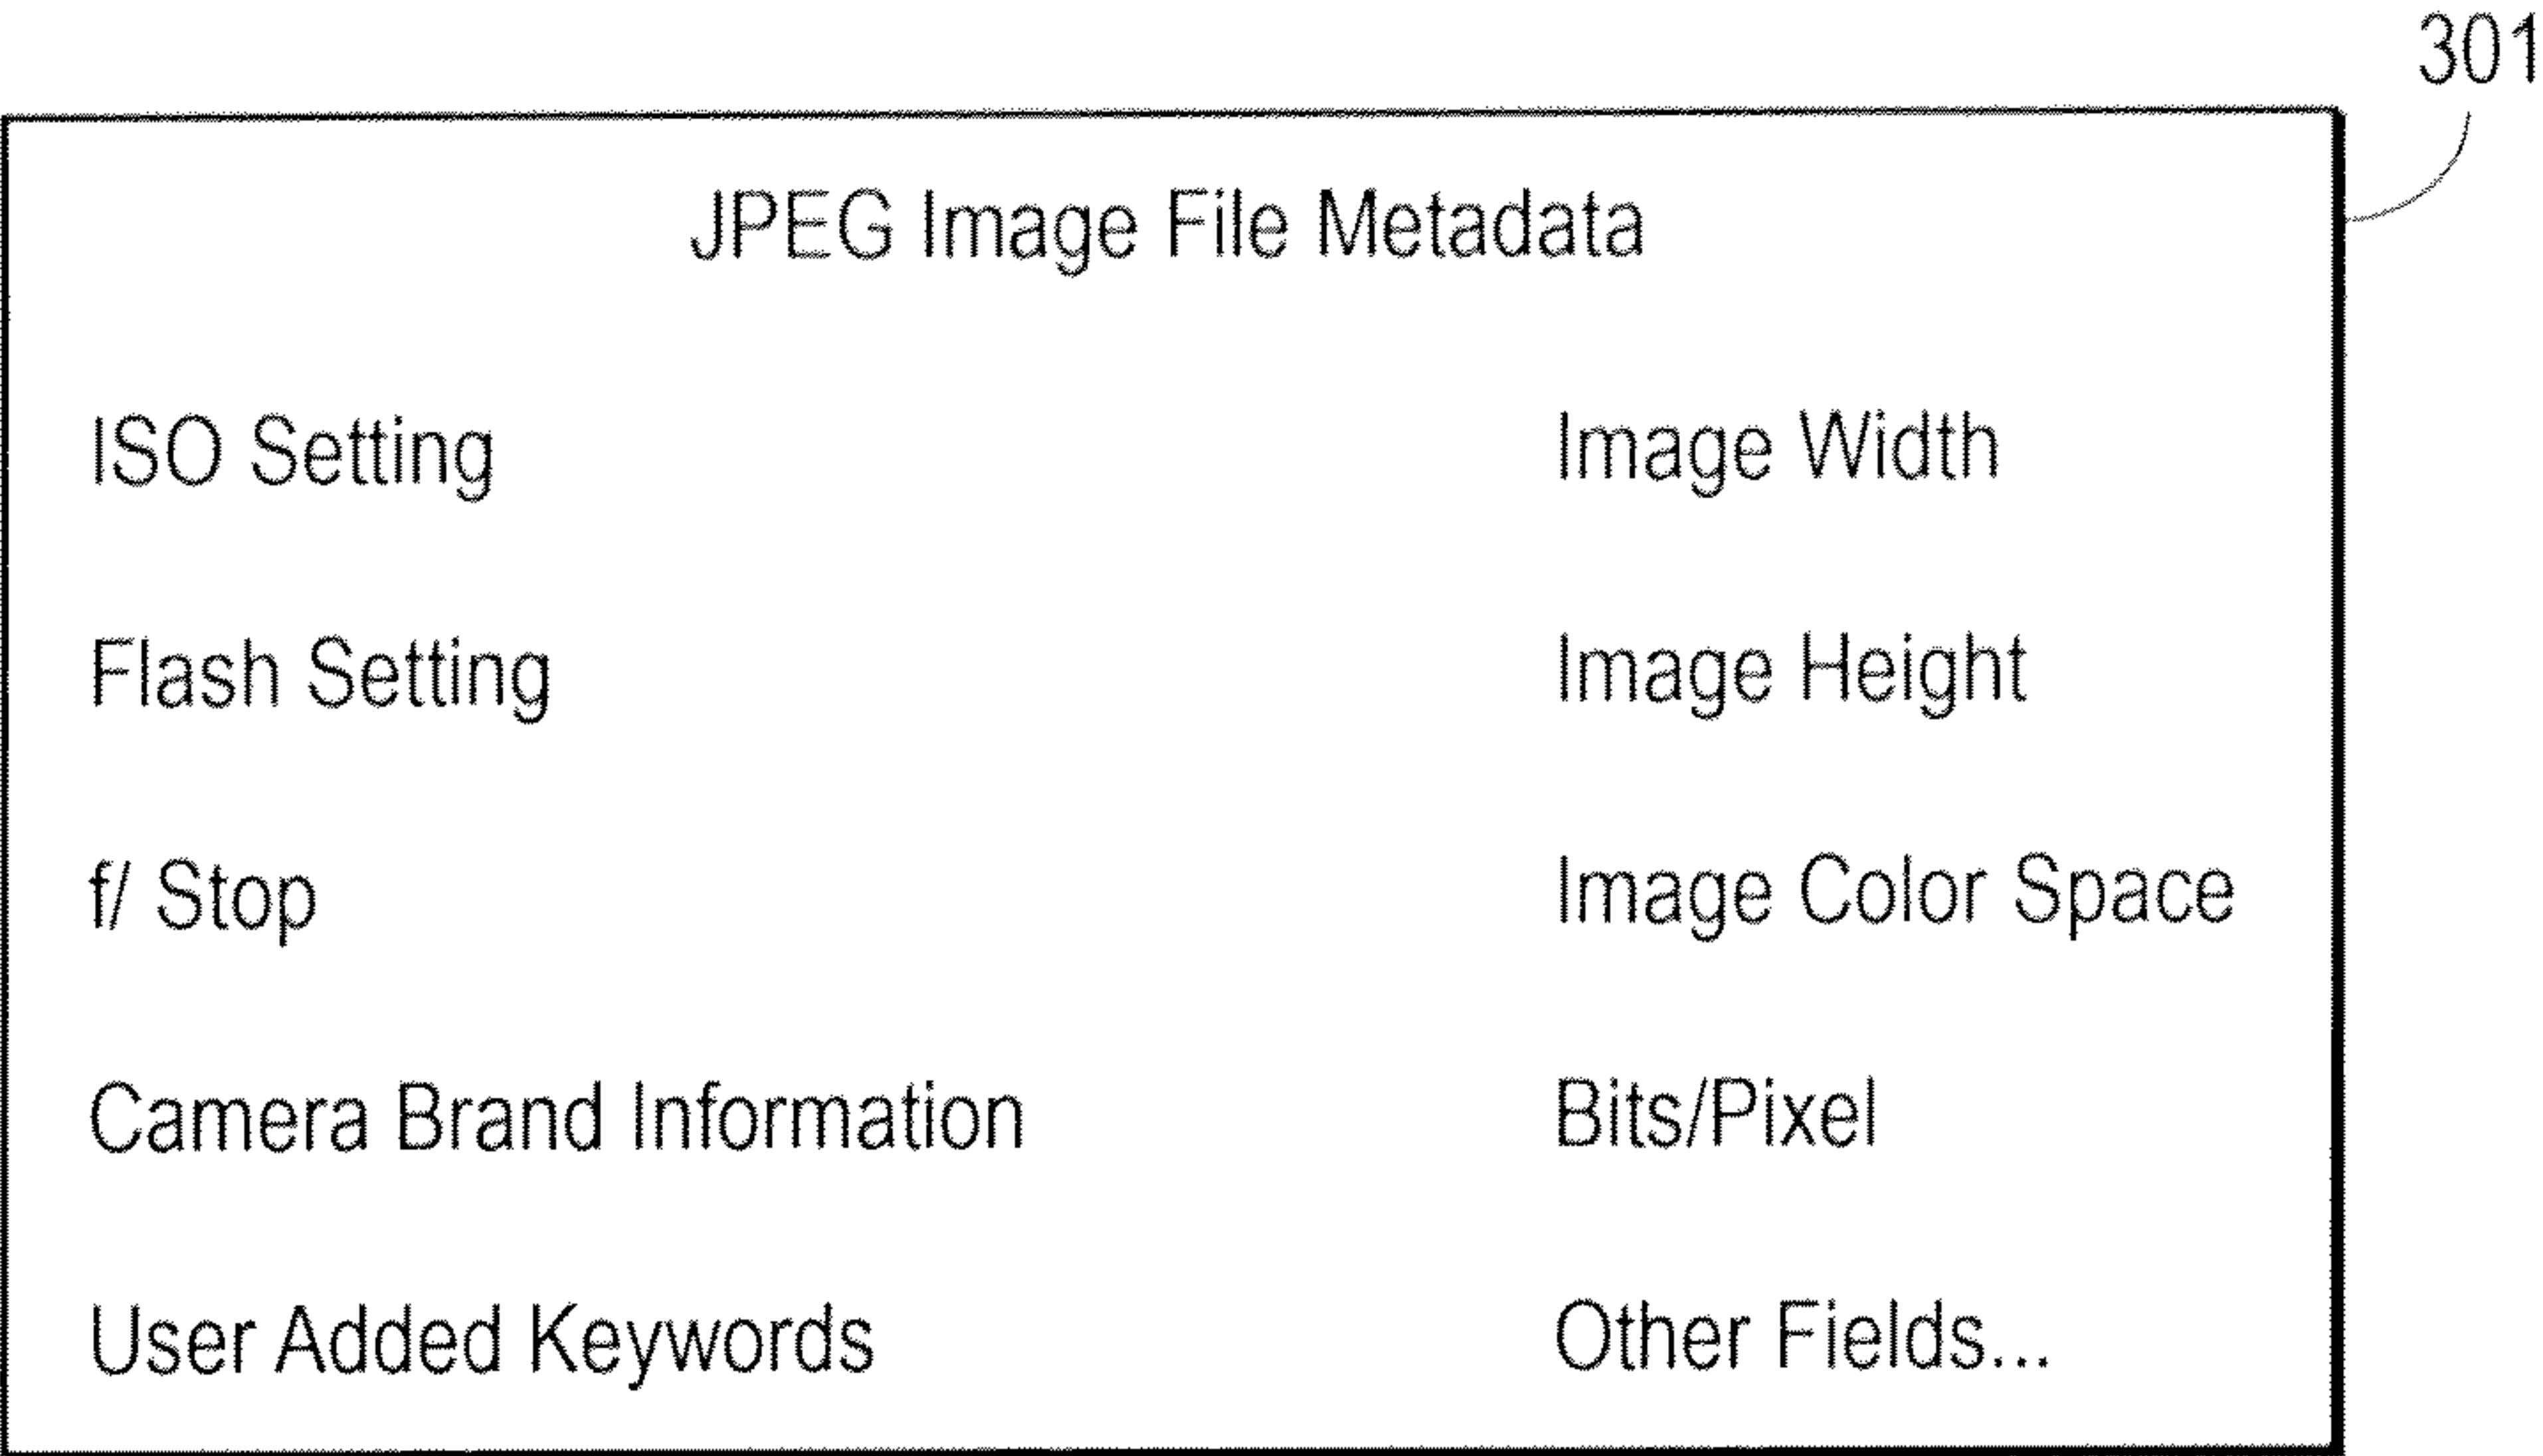 301
JPEG Image File Metadata
ISO Setting
Image Width
Flash Setting
Image Height
f/ Stop
Image Color Space
Camera Brand Information
Bits/Pixel
User Added Keywords
Other Fields...